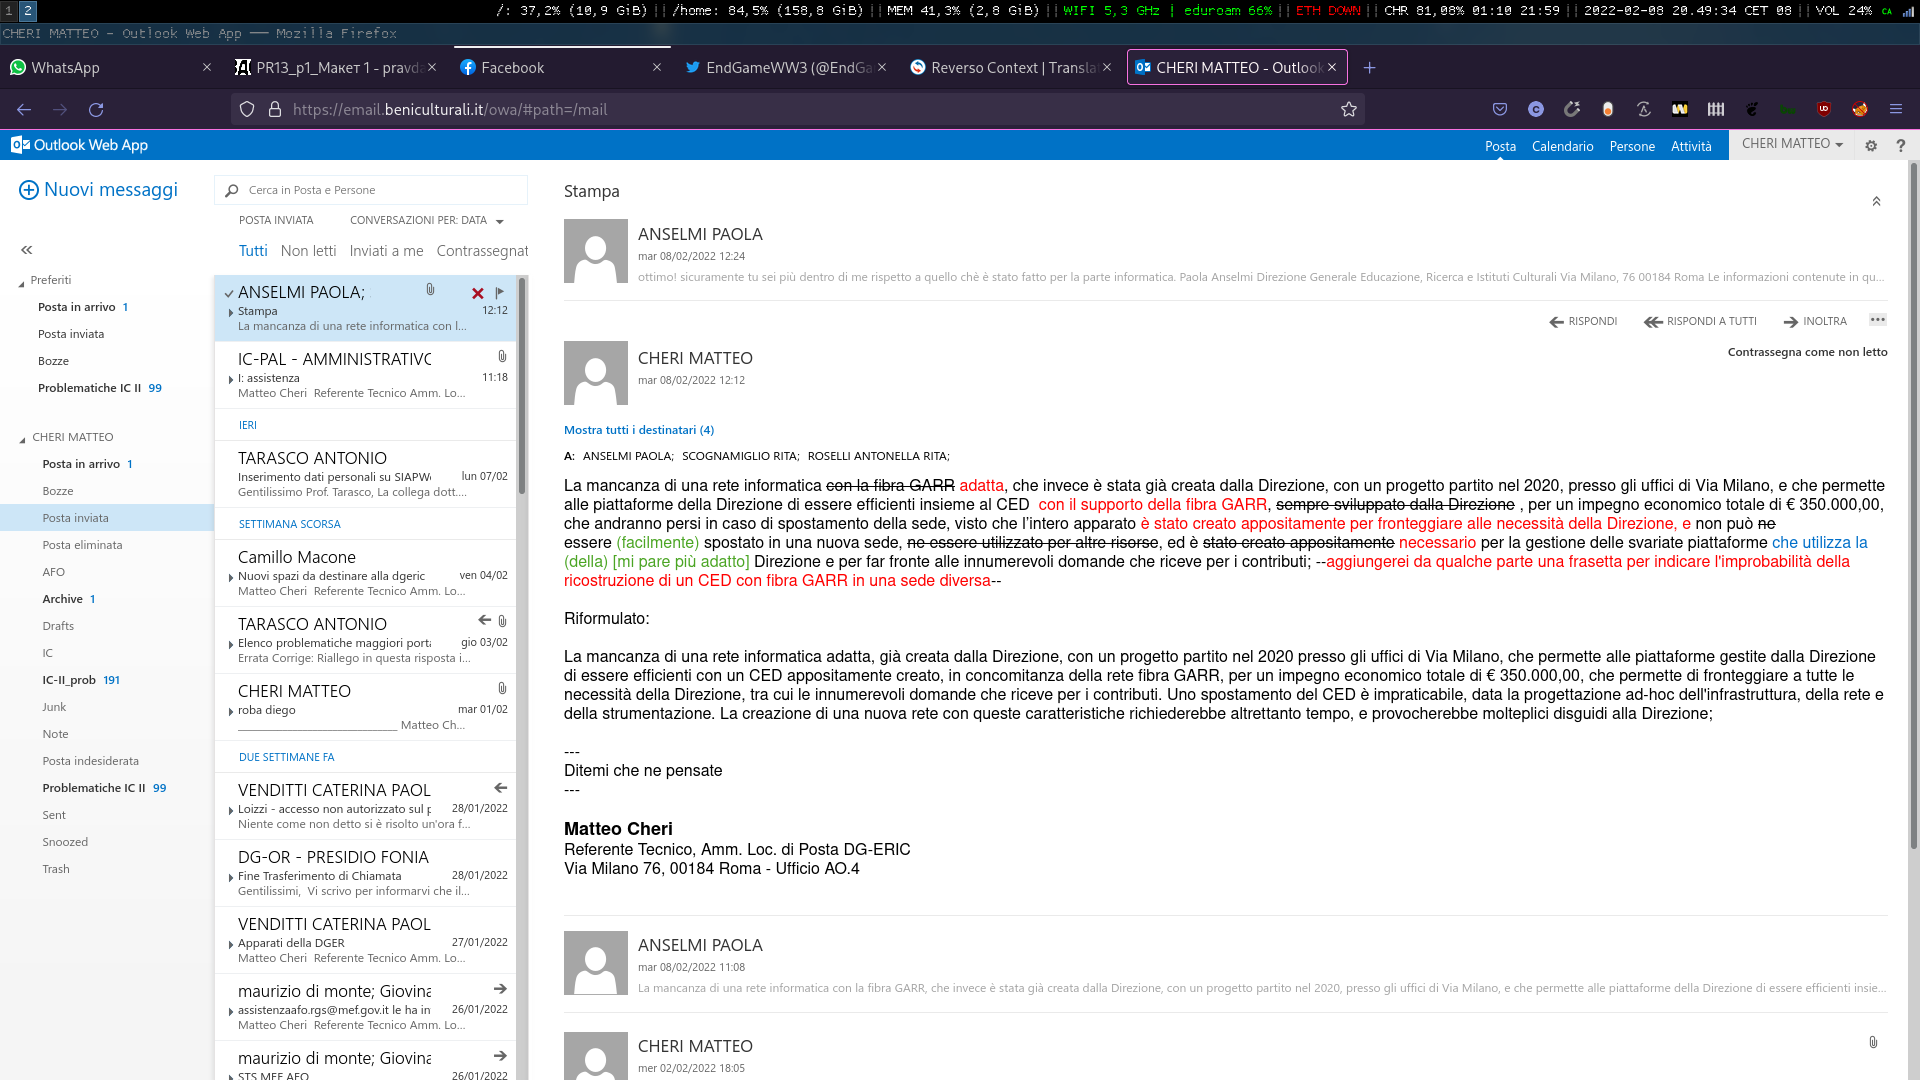 1 2 /: 37,2% (10,9 GiB) || /home: 84,5% (158,8 GiB) || MEM 41,3% (2,8 GiB) || WIFI 5,3 GHz | eduroam 66% || ETH DOWN || CHR 81,08% 01:10 21:59 || 2022-02-08 20.49:34 CET 08 || VOL 24% CA
CHERI MATTEO - Outlook Web App — Mozilla Firefox
WhatsApp
PR13_p1_Макет 1 - pravda
Facebook
EndGameWW3 (@EndGa
Reverso Context | Transla
CHERI MATTEO - Outlook
https://email.beniculturali.it/owa/#path=/mail
Outlook Web App
Posta Calendario Persone Attività CHERI MATTEO ?
Nuovi messaggi
Preferiti
Posta in arrivo 1
Posta inviata
Bozze
Problematiche IC II 99
CHERI MATTEO
Posta in arrivo 1
Bozze
Posta inviata
Posta eliminata
AFO
Archive 1
Drafts
IC
IC-II_prob 191
Junk
Note
Posta indesiderata
Problematiche IC II 99
Sent
Snoozed
Trash
Cerca in Posta e Persone
POSTA INVIATA CONVERSAZIONI PER: DATA
Tutti Non letti Inviati a me Contrassegnat
ANSELMI PAOLA;
Stampa 12:12
La mancanza di una rete informatica con l...
IC-PAL - AMMINISTRATIVO
I: assistenza 11:18
Matteo Cheri Referente Tecnico Amm. Lo...
IERI
TARASCO ANTONIO
Inserimento dati personali su SIAPWe lun 07/02
Gentilissimo Prof. Tarasco, La collega dott....
SETTIMANA SCORSA
Camillo Macone
Nuovi spazi da destinare alla dgeric ven 04/02
Matteo Cheri Referente Tecnico Amm. Lo...
TARASCO ANTONIO
Elenco problematiche maggiori porta gio 03/02
Errata Corrige: Riallego in questa risposta i...
CHERI MATTEO
roba diego mar 01/02
______________________________ Matteo Ch...
DUE SETTIMANE FA
VENDITTI CATERINA PAOL
Loizzi - accesso non autorizzato sul p 28/01/2022
Niente come non detto si è risolto un'ora f...
DG-OR - PRESIDIO FONIA
Fine Trasferimento di Chiamata 28/01/2022
Gentilissimi, Vi scrivo per informarvi che il...
VENDITTI CATERINA PAOL
Apparati della DGER 27/01/2022
Matteo Cheri Referente Tecnico Amm. Lo...
maurizio di monte; Giovina
assistenzaafo.rgs@mef.gov.it le ha in 26/01/2022
Matteo Cheri Referente Tecnico Amm. Lo...
maurizio di monte; Giovina
STS MEF AFO 26/01/2022
Stampa
ANSELMI PAOLA
mar 08/02/2022 12:24
ottimo! sicuramente tu sei più dentro di me rispetto a quello chè è stato fatto per la parte informatica. Paola Anselmi Direzione Generale Educazione, Ricerca e Istituti Culturali Via Milano, 76 00184 Roma Le informazioni contenute in qu...
RISPONDI RISPONDI A TUTTI INOLTRA
CHERI MATTEO
mar 08/02/2022 12:12
Contrassegna come non letto
Mostra tutti i destinatari (4)
A: ANSELMI PAOLA; SCOGNAMIGLIO RITA; ROSELLI ANTONELLA RITA;
La mancanza di una rete informatica con la fibra GARR adatta, che invece è stata già creata dalla Direzione, con un progetto partito nel 2020, presso gli uffici di Via Milano, e che permette
alle piattaforme della Direzione di essere efficienti insieme al CED con il supporto della fibra GARR, sempre sviluppato dalla Direzione , per un impegno economico totale di € 350.000,00,
che andranno persi in caso di spostamento della sede, visto che l'intero apparato è stato creato appositamente per fronteggiare alle necessità della Direzione, e non può ne
essere (facilmente) spostato in una nuova sede, ne essere utilizzato per altre risorse, ed è stato creato appositamente necessario per la gestione delle svariate piattaforme che utilizza la
(della) [mi pare più adatto] Direzione e per far fronte alle innumerevoli domande che riceve per i contributi; --aggiungerei da qualche parte una frasetta per indicare l'improbabilità della
ricostruzione di un CED con fibra GARR in una sede diversa--
Riformulato:
La mancanza di una rete informatica adatta, già creata dalla Direzione, con un progetto partito nel 2020 presso gli uffici di Via Milano, che permette alle piattaforme gestite dalla Direzione
di essere efficienti con un CED appositamente creato, in concomitanza della rete fibra GARR, per un impegno economico totale di € 350.000,00, che permette di fronteggiare a tutte le
necessità della Direzione, tra cui le innumerevoli domande che riceve per i contributi. Uno spostamento del CED è impraticabile, data la progettazione ad-hoc dell'infrastruttura, della rete e
della strumentazione. La creazione di una nuova rete con queste caratteristiche richiederebbe altrettanto tempo, e provocherebbe molteplici disguidi alla Direzione;
---
Ditemi che ne pensate
---
Matteo Cheri
Referente Tecnico, Amm. Loc. di Posta DG-ERIC
Via Milano 76, 00184 Roma - Ufficio AO.4
ANSELMI PAOLA
mar 08/02/2022 11:08
La mancanza di una rete informatica con la fibra GARR, che invece è stata già creata dalla Direzione, con un progetto partito nel 2020, presso gli uffici di Via Milano, e che permette alle piattaforme della Direzione di essere efficienti insie...
CHERI MATTEO
mer 02/02/2022 18:05